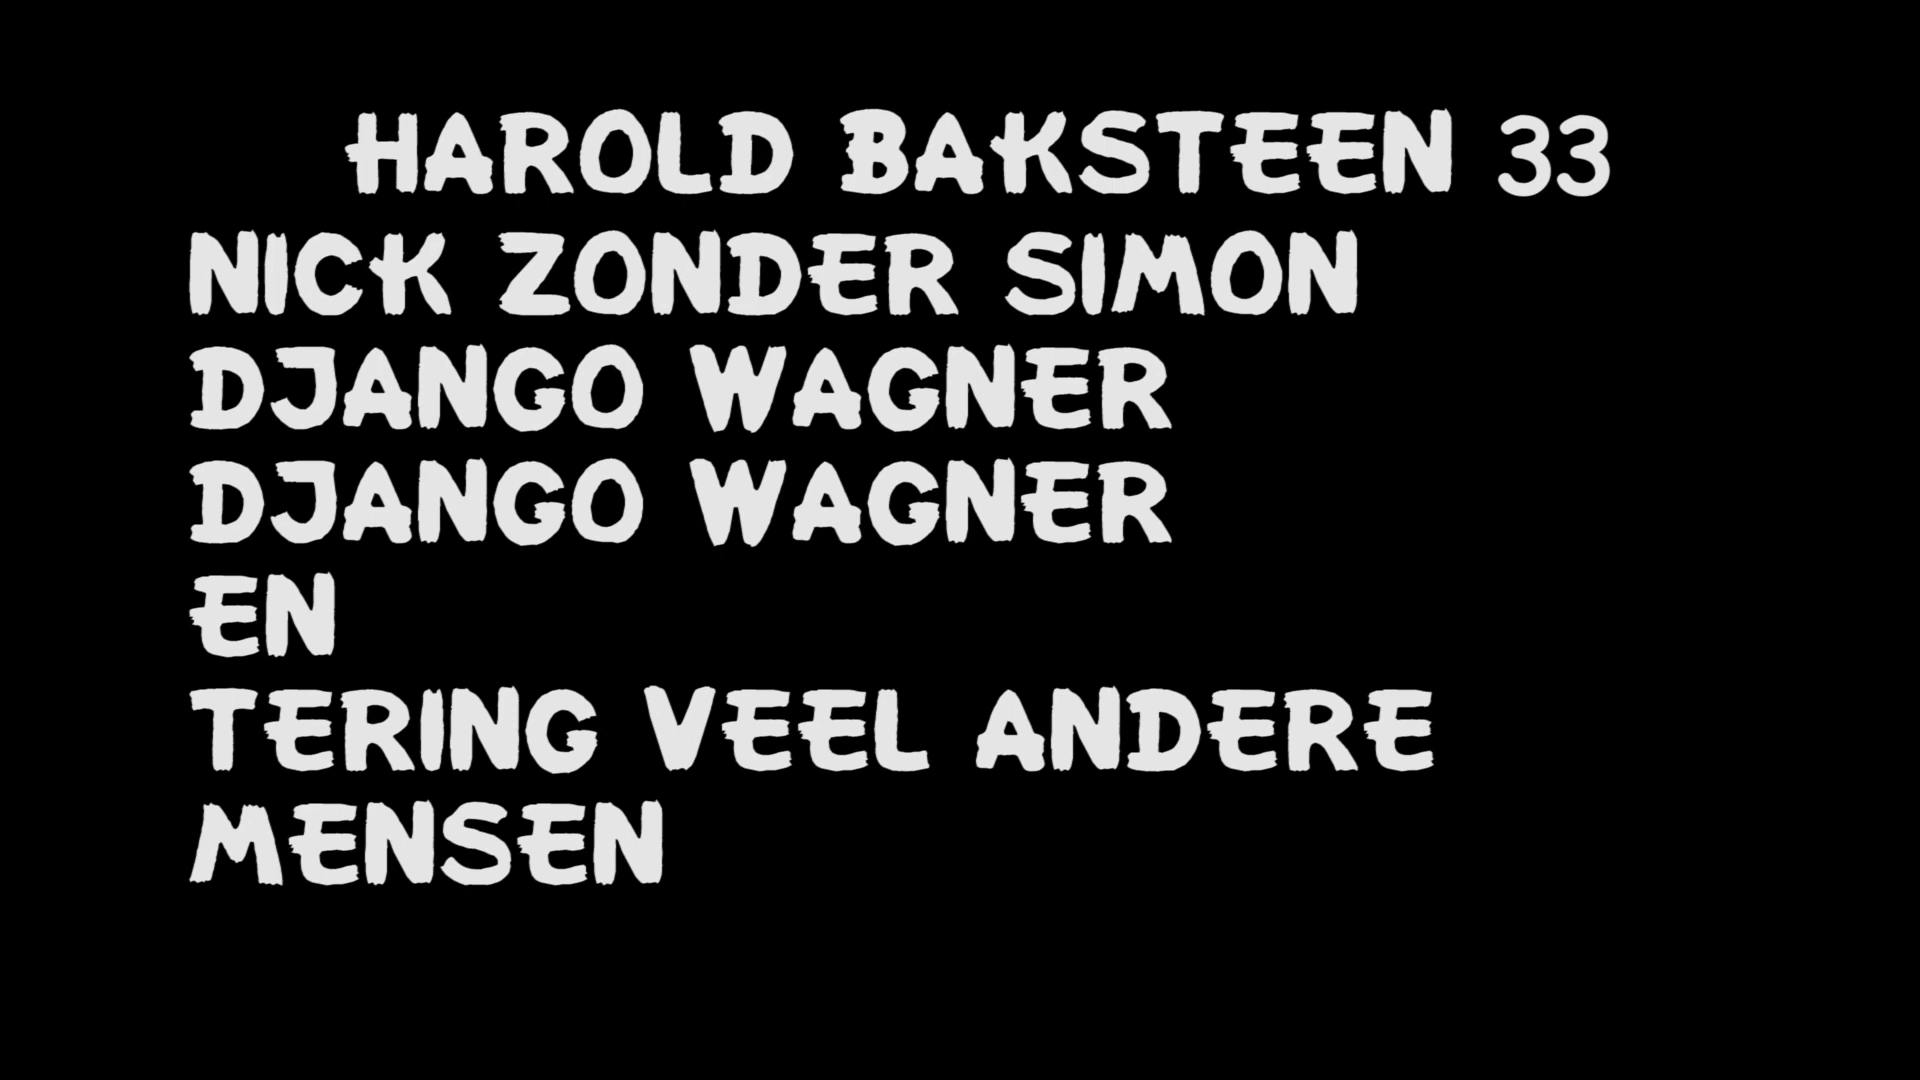 HAROLD BAKSTEEN 33
NICK ZONDER SIMON
DJANGO WAGNER
DJANGO WAGNER
EN
TERING VEEL ANDERE
MENSEN